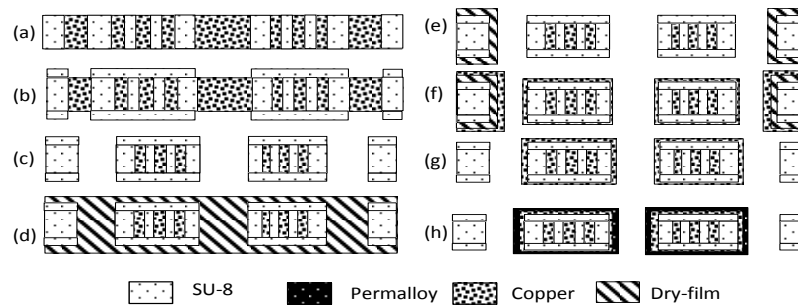 (a)
(b)
(c)
(d)
(e)
(f)
(g)
(h)
SU-8 Permalloy Copper Dry-film